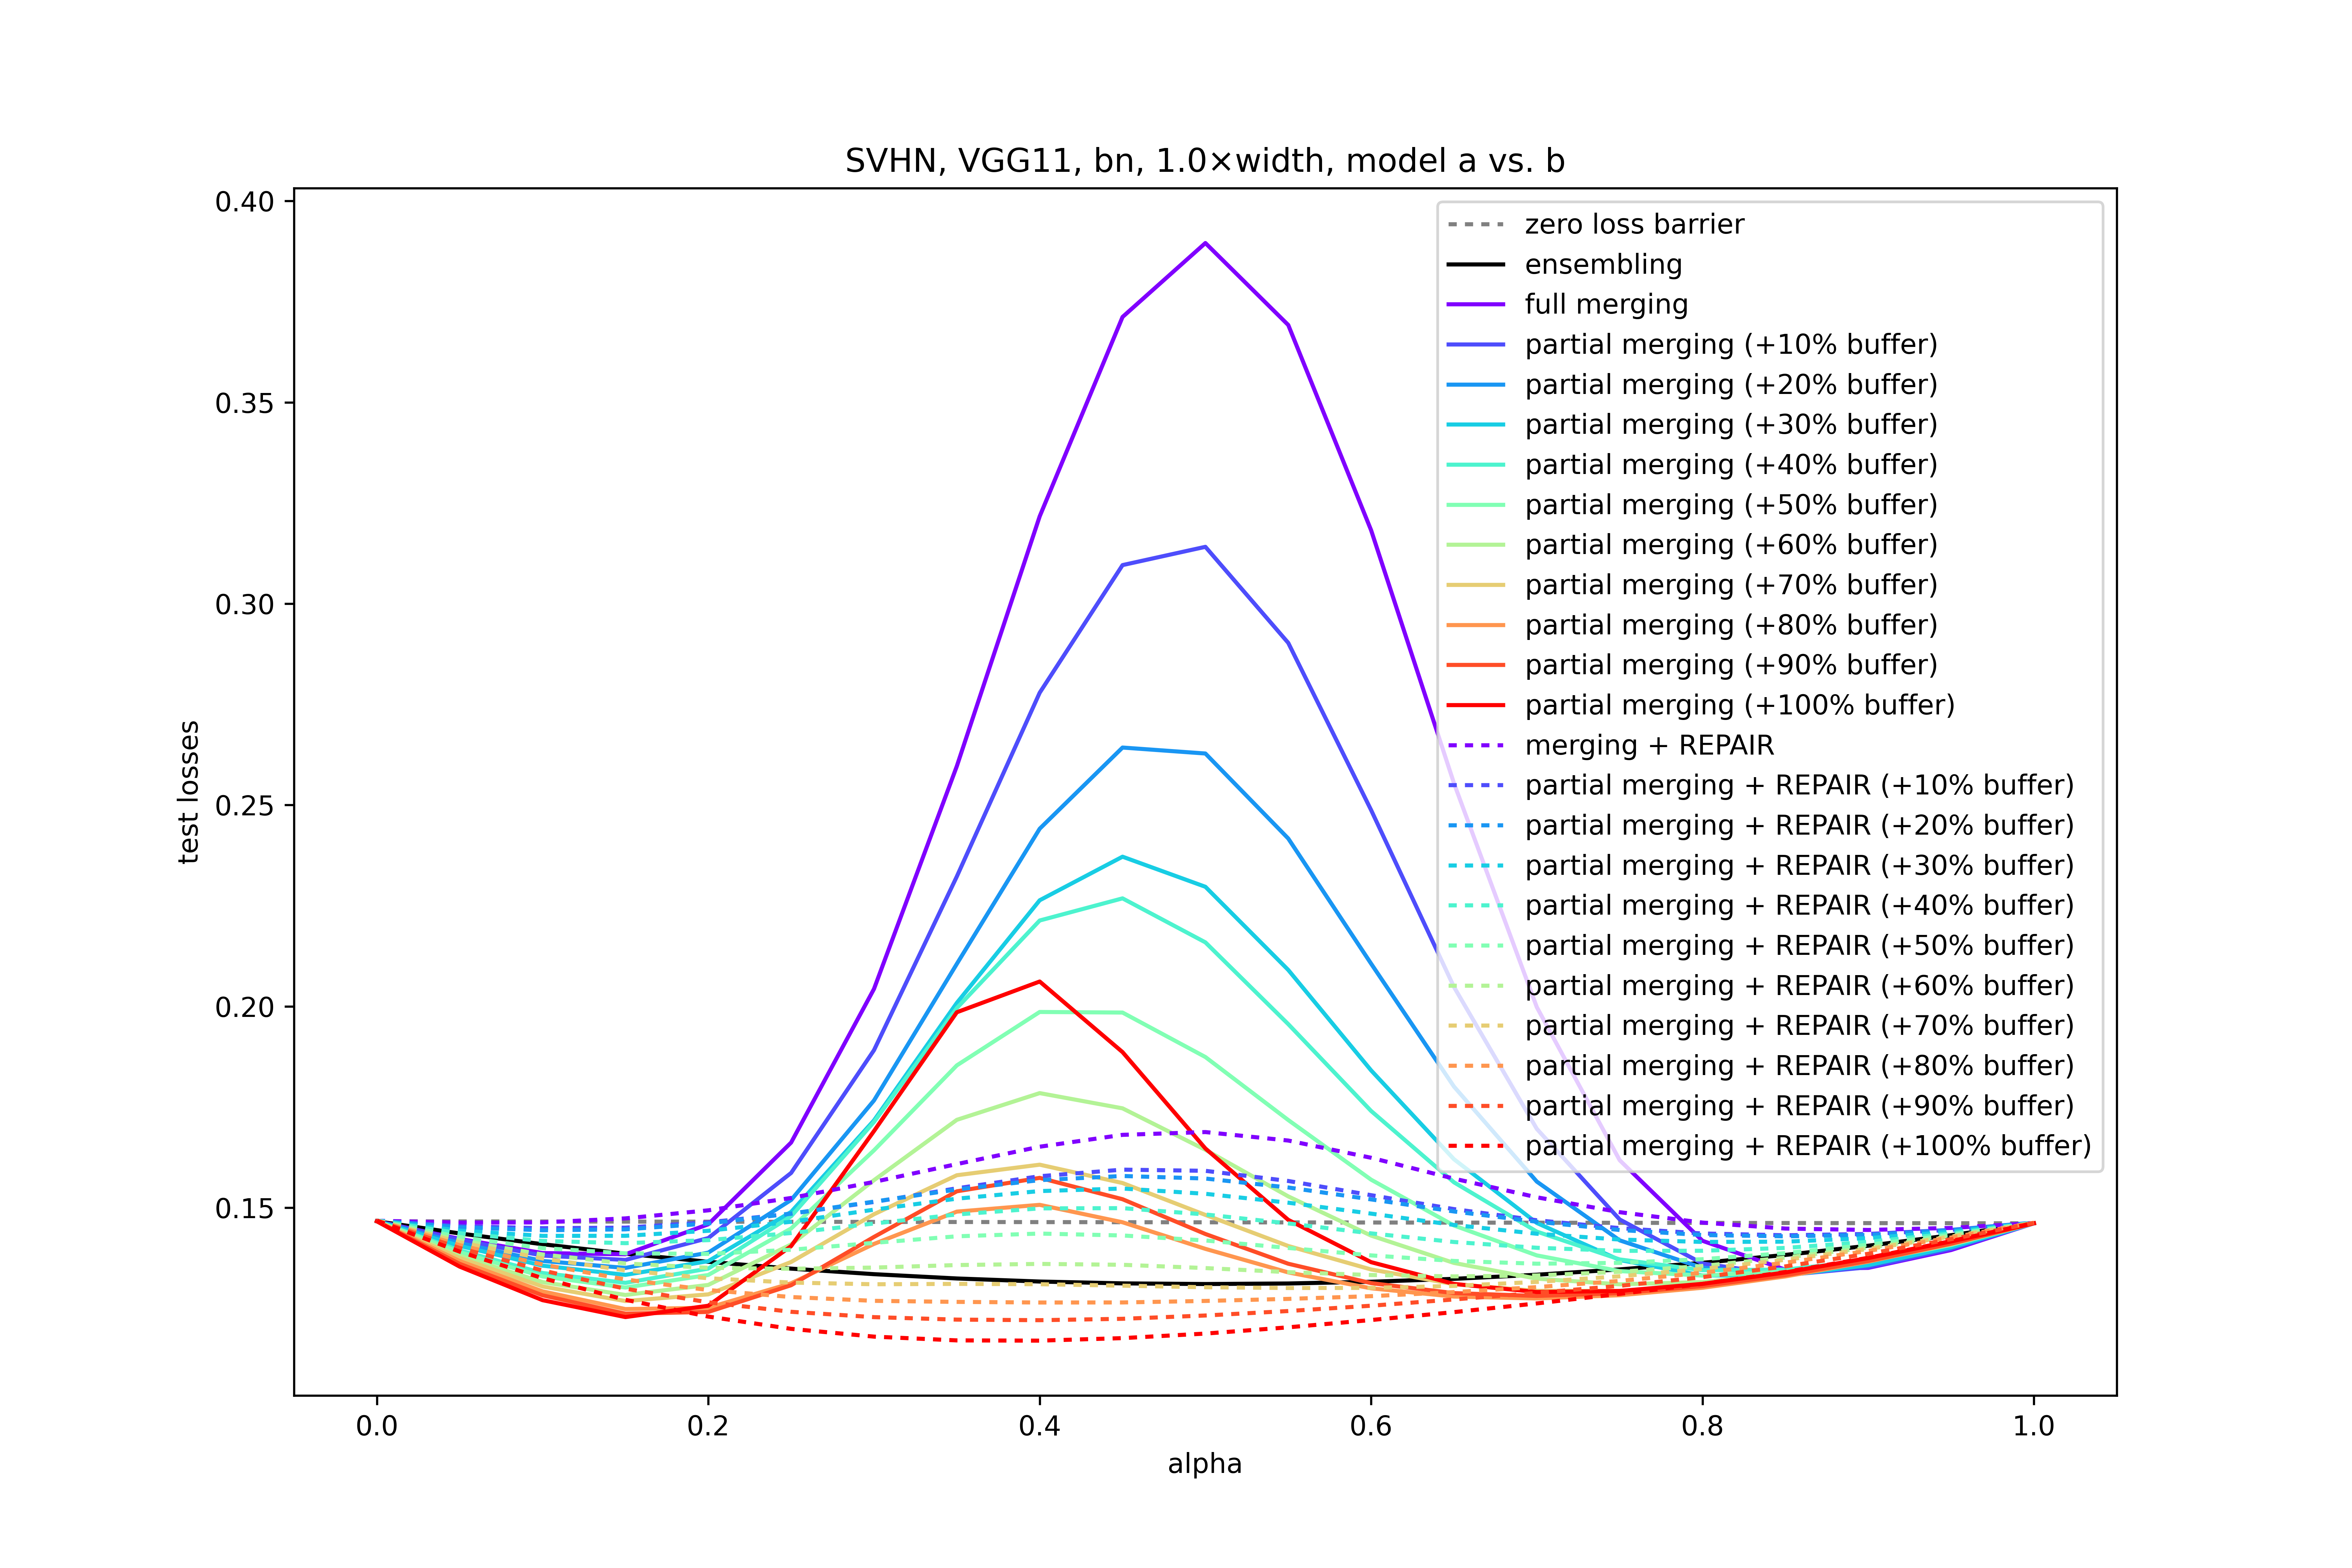 SVHN, VGG11, bn, 1.0×width, model a vs. b
0.40
0.35
0.30
0.25
0.20
0.15
test losses
zero loss barrier
ensembling
full merging
partial merging (+10% buffer)
partial merging (+20% buffer)
partial merging (+30% buffer)
partial merging (+40% buffer)
partial merging (+50% buffer)
partial merging (+60% buffer)
partial merging (+70% buffer)
partial merging (+80% buffer)
partial merging (+90% buffer)
partial merging (+100% buffer)
merging + REPAIR
partial merging + REPAIR (+10% buffer)
partial merging + REPAIR (+20% buffer)
partial merging + REPAIR (+30% buffer)
partial merging + REPAIR (+40% buffer)
partial merging + REPAIR (+50% buffer)
partial merging + REPAIR (+60% buffer)
partial merging + REPAIR (+70% buffer)
partial merging + REPAIR (+80% buffer)
partial merging + REPAIR (+90% buffer)
partial merging + REPAIR (+100% buffer)
0.0 0.2 0.4 0.6 0.8 1.0
alpha